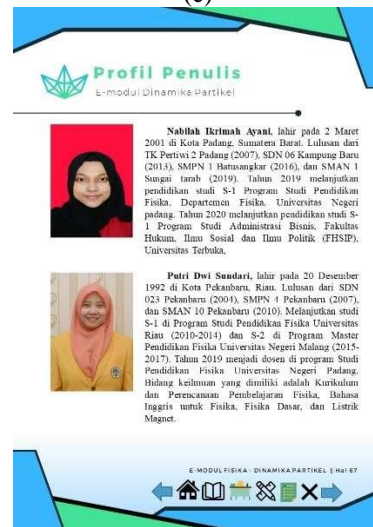 (c)
Profil Penulis
E-modul Dinamika Partikel
Nabilah Ikrimah Ayani, lahir pada 2 Maret
2001 di Kota Padang, Sumatera Barat. Lulusan dari
TK Pertiwi 2 Padang (2007), SDN 06 Kampung Baru
(2013), SMPN 1 Batusangkar (2016), dan SMAN 1
Sungai tarab (2019). Tahun 2019 melanjutkan
pendidikan studi S-1 Program Studi Pendidikan
Fisika, Departemen Fisika, Universitas Negeri
padang. Tahun 2020 melanjutkan pendidikan studi S-
1 Program Studi Administrasi Bisnis, Fakultas
Hukum, Ilmu Sosial dan Ilmu Politik (FHSIP),
Universitas Terbuka,
Putri Dwi Sundari, lahir pada 20 Desember
1992 di Kota Pekanbaru, Riau. Lulusan dari SDN
023 Pekanbaru (2004), SMPN 4 Pekanbaru (2007),
dan SMAN 10 Pekanbaru (2010). Melanjutkan studi
S-1 di Program Studi Pendidikan Fisika Universitas
Riau (2010-2014) dan S-2 di Program Master
Pendidikan Fisika Universitas Negeri Malang (2015-
2017). Tahun 2019 menjadi dosen di program Studi
Pendidikan Fisika Universitas Negeri Padang.
Bidang keilmuan yang dimiliki adalah Kurikulum
dan Perencanaan Pembelajaran Fisika, Bahasa
Inggris untuk Fisika, Fisika Dasar, dan Listrik
Magnet.
E-MODUL FISIKA - DINAMIKA PARTIKEL | Hal 67